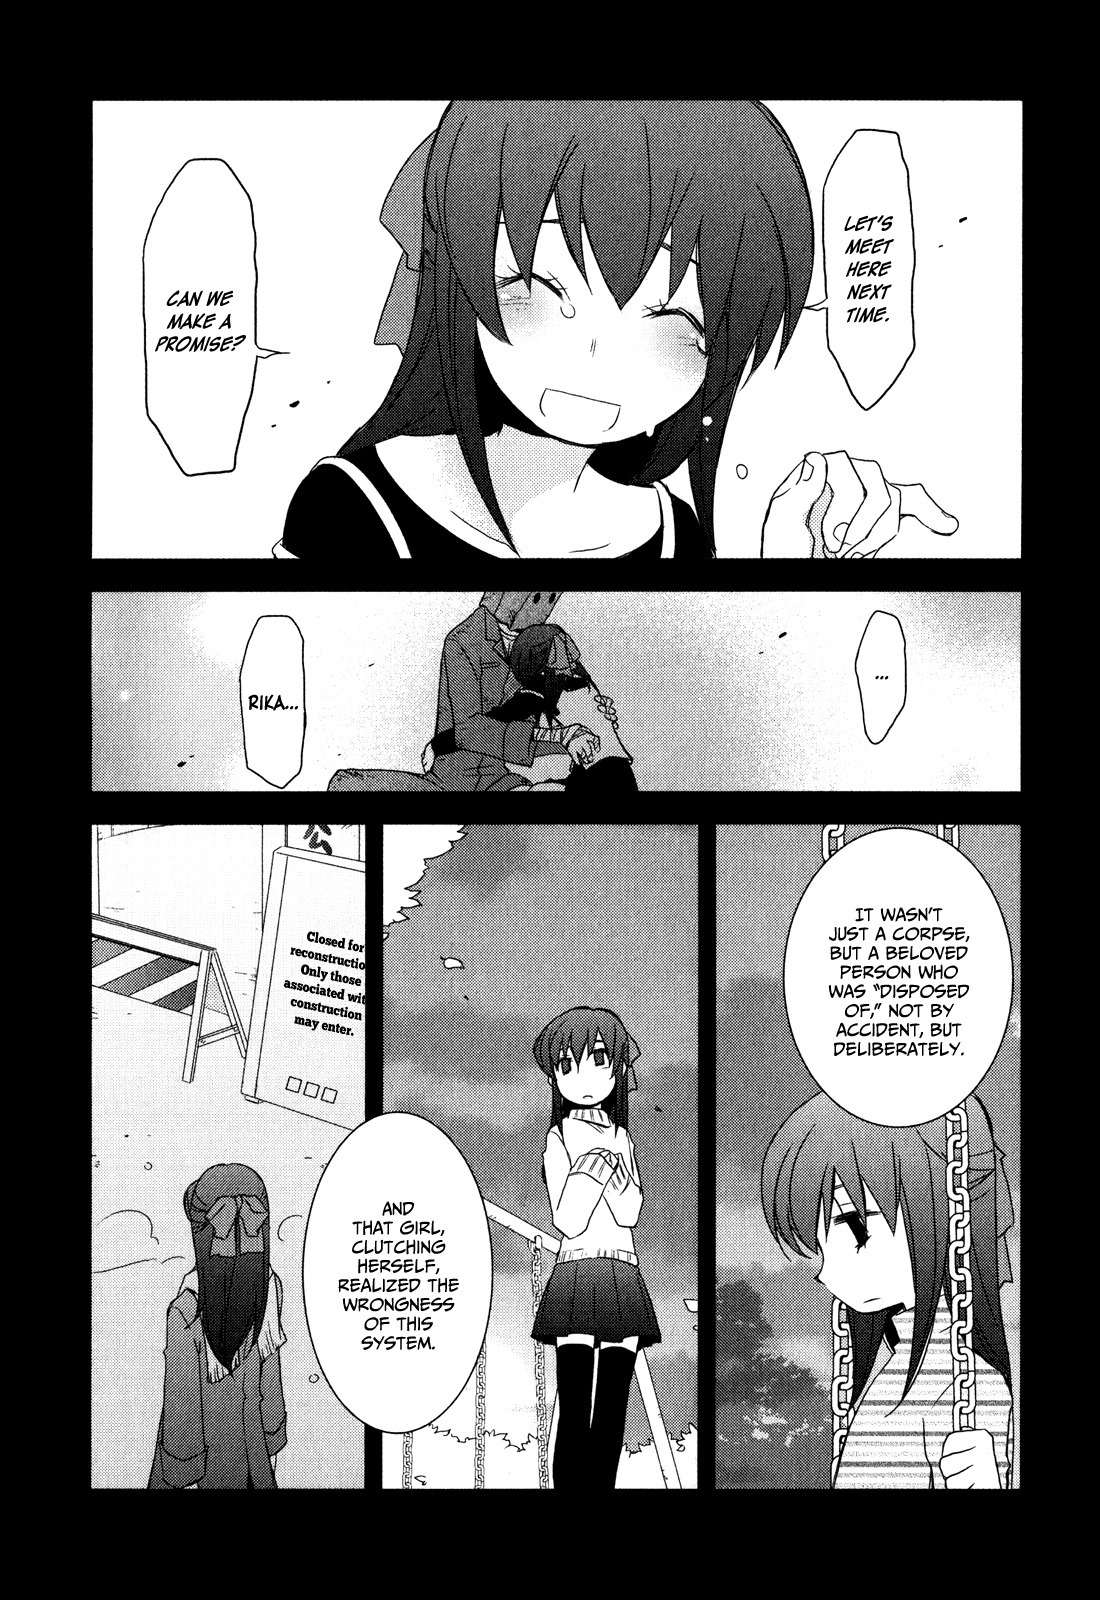 LET'S
MEET
HERE
NEXT
TIME.
CAN WE
MAKE A
PROMISE?
...
RIKA...
IT WASN'T
JUST A CORPSE,
BUT A BELOVED
PERSON WHO
WAS "DISPOSED
OF," NOT BY
ACCIDENT, BUT
DELIBERATELY.
AND
THAT GIRL,
CLUTCHING
HERSELF,
REALIZED THE
WRONGNESS
OF THIS
SYSTEM.
Closed for
reconstructio
Only those
associated wit
construction
may enter.